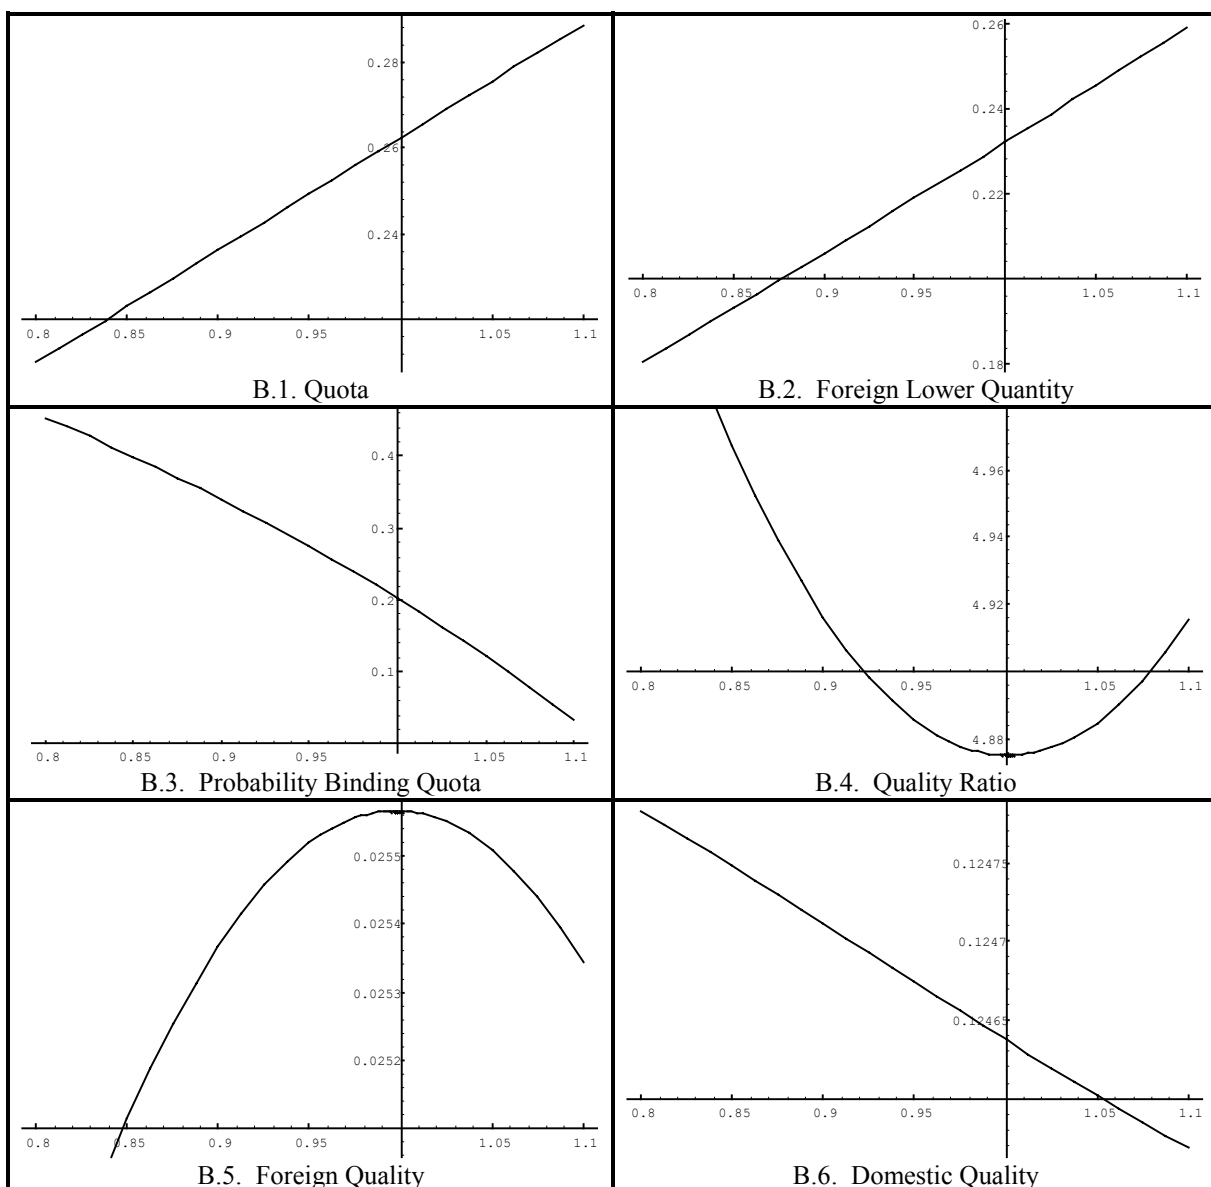 0.28
0.26
0.24
0.8 0.85 0.9 0.95 1.05 1.1
B.1. Quota
0.26
0.24
0.22
0.8 0.85 0.9 0.95 1.05 1.1
0.18
B.2. Foreign Lower Quantity
0.4
0.3
0.2
0.1
0.8 0.85 0.9 0.95 1.05 1.1
B.3. Probability Binding Quota
4.96
4.94
4.92
0.8 0.85 0.9 0.95 1.05 1.1
4.88
B.4. Quality Ratio
0.0255
0.0254
0.0253
0.0252
0.8 0.85 0.9 0.95 1.05 1.1
B.5. Foreign Quality
0.12475
0.1247
0.12465
0.8 0.85 0.9 0.95 1.05 1.1
B.6. Domestic Quality